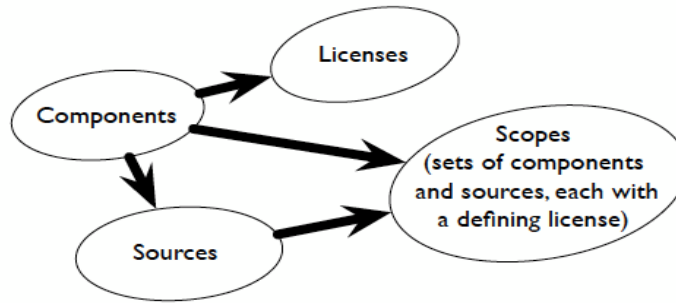 Licenses
Components
Scopes
(sets of components
and sources, each with
a defining license)
Sources